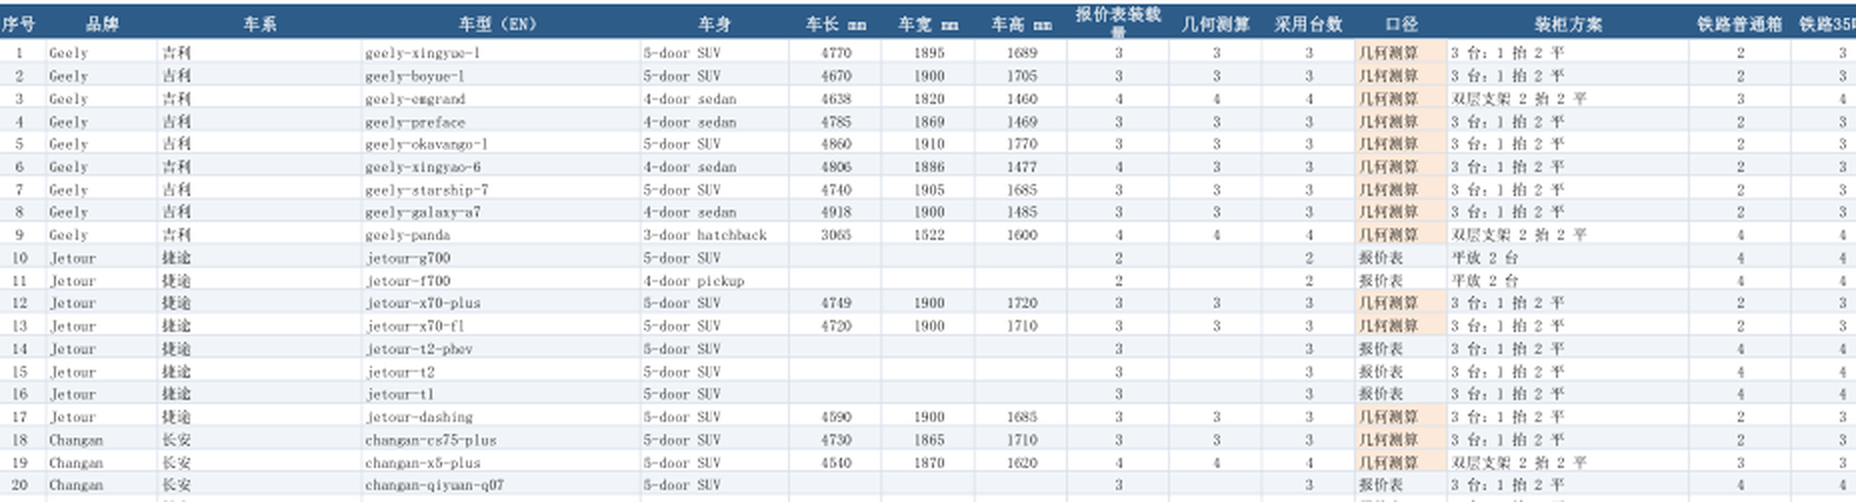 序号 品牌 车系 车型（EN） 车身 车长 mm 车宽 mm 车高 mm 报价表装载量 几何测算 采用台数 口径 装柜方案 铁路普通箱 铁路35
1 Geely 吉利 geely-xingyue-l 5-door SUV 4770 1895 1689 3 3 3 几何测算 3 台: 1 抬 2 平 2 3
2 Geely 吉利 geely-boyue-l 5-door SUV 4670 1900 1705 3 3 3 几何测算 3 台: 1 抬 2 平 2 3
3 Geely 吉利 geely-emgrand 4-door sedan 4638 1820 1460 4 4 4 几何测算 双层支架 2 抬 2 平 3 4
4 Geely 吉利 geely-preface 4-door sedan 4785 1869 1469 3 3 3 几何测算 3 台: 1 抬 2 平 2 3
5 Geely 吉利 geely-okavango-l 5-door SUV 4860 1910 1770 3 3 3 几何测算 3 台: 1 抬 2 平 2 3
6 Geely 吉利 geely-xingyao-6 4-door sedan 4806 1886 1477 4 3 3 几何测算 3 台: 1 抬 2 平 2 3
7 Geely 吉利 geely-starship-7 5-door SUV 4740 1905 1685 3 3 3 几何测算 3 台: 1 抬 2 平 2 3
8 Geely 吉利 geely-galaxy-a7 4-door sedan 4918 1900 1485 3 3 3 几何测算 3 台: 1 抬 2 平 2 3
9 Geely 吉利 geely-panda 3-door hatchback 3065 1522 1600 4 4 4 几何测算 双层支架 2 抬 2 平 4 4
10 Jetour 捷途 jetour-g700 5-door SUV 2 2 报价表 平放 2 台 4 4
11 Jetour 捷途 jetour-f700 4-door pickup 2 2 报价表 平放 2 台 4 4
12 Jetour 捷途 jetour-x70-plus 5-door SUV 4749 1900 1720 3 3 3 几何测算 3 台: 1 抬 2 平 2 3
13 Jetour 捷途 jetour-x70-fl 5-door SUV 4720 1900 1710 3 3 3 几何测算 3 台: 1 抬 2 平 2 3
14 Jetour 捷途 jetour-t2-phev 5-door SUV 3 3 报价表 3 台: 1 抬 2 平 4 4
15 Jetour 捷途 jetour-t2 5-door SUV 3 3 报价表 3 台: 1 抬 2 平 4 4
16 Jetour 捷途 jetour-t1 5-door SUV 3 3 报价表 3 台: 1 抬 2 平 4 4
17 Jetour 捷途 jetour-dashing 5-door SUV 4590 1900 1685 3 3 3 几何测算 3 台: 1 抬 2 平 2 3
18 Changan 长安 changan-cs75-plus 5-door SUV 4730 1865 1710 3 3 3 几何测算 3 台: 1 抬 2 平 2 3
19 Changan 长安 changan-x5-plus 5-door SUV 4540 1870 1620 4 4 4 几何测算 双层支架 2 抬 2 平 3 4
20 Changan 长安 changan-qiyuan-q07 5-door SUV 3 3 报价表 3 台: 1 抬 2 平 4 4